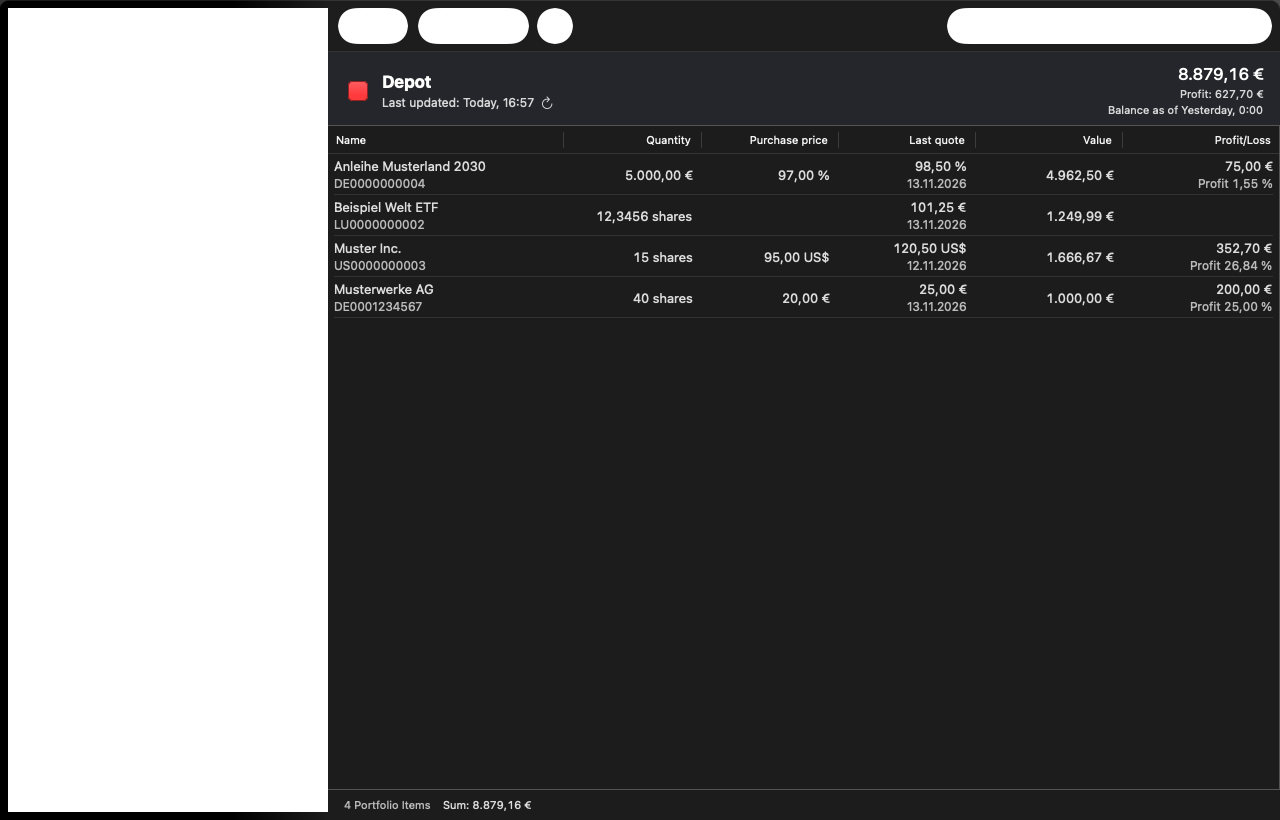 Depot
Last updated: Today, 16:57
8.879,16 €
Profit: 627,70 €
Balance as of Yesterday, 0:00
Name Quantity Purchase price Last quote Value Profit/Loss
Anleihe Musterland 2030 5.000,00 € 97,00 % 98,50 % 4.962,50 € 75,00 €
DE0000000004 13.11.2026 Profit 1,55 %
Beispiel Welt ETF 12,3456 shares 101,25 € 1.249,99 €
LU0000000002 13.11.2026
Muster Inc. 15 shares 95,00 US$ 120,50 US$ 1.666,67 € 352,70 €
US0000000003 12.11.2026 Profit 26,84 %
Musterwerke AG 40 shares 20,00 € 25,00 € 1.000,00 € 200,00 €
DE0001234567 13.11.2026 Profit 25,00 %
4 Portfolio Items Sum: 8.879,16 €